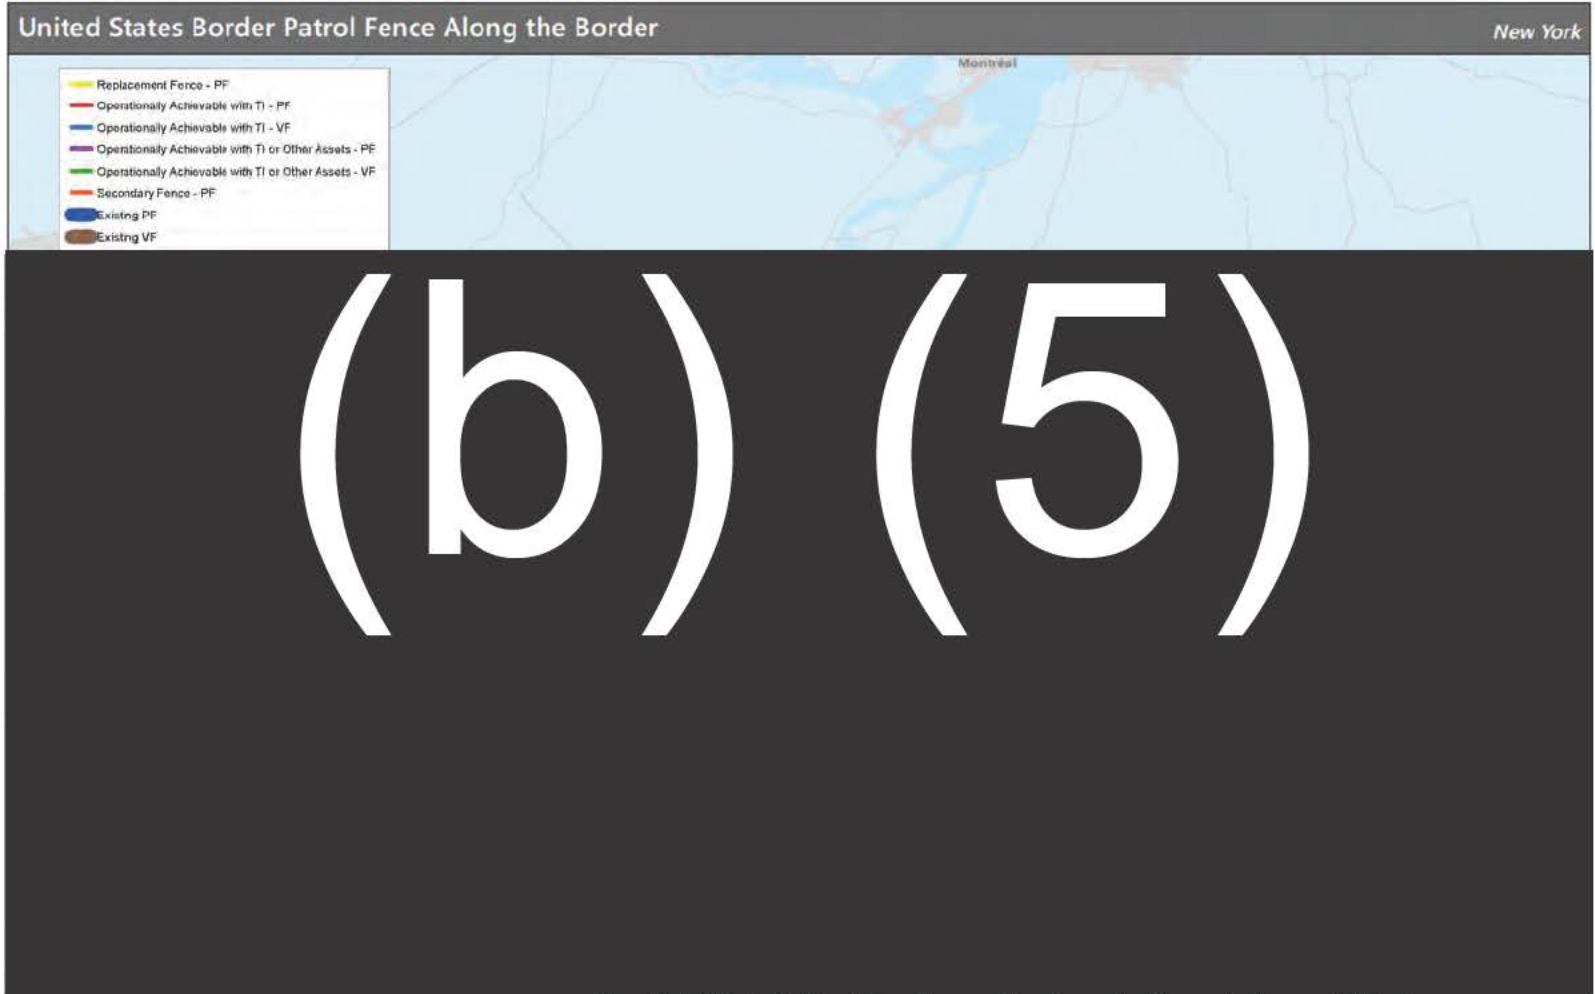 United States Border Patrol Fence Along the Border
New York
Montréal
Replacement Fence - PF
Operationally Achievable with TI - PF
Operationally Achievable with TI - VF
Operationally Achievable with TI or Other Assets - PF
Operationally Achievable with TI or Other Assets - VF
Secondary Fence - PF
Existing PF
Existing VF
(b) (5)